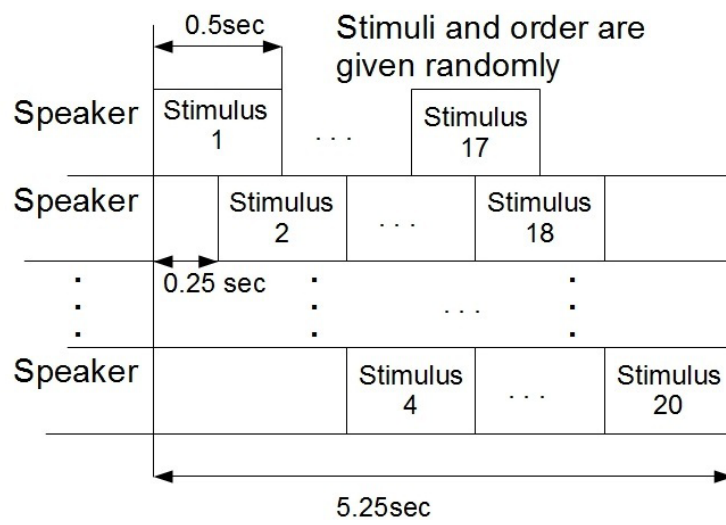 0.5sec
Stimuli and order are
given randomly
Speaker
Stimulus
1
. . .
Stimulus
17
Speaker
Stimulus
2
. . .
Stimulus
18
0.25 sec
. . .
Speaker
Stimulus
4
. . .
Stimulus
20
5.25sec